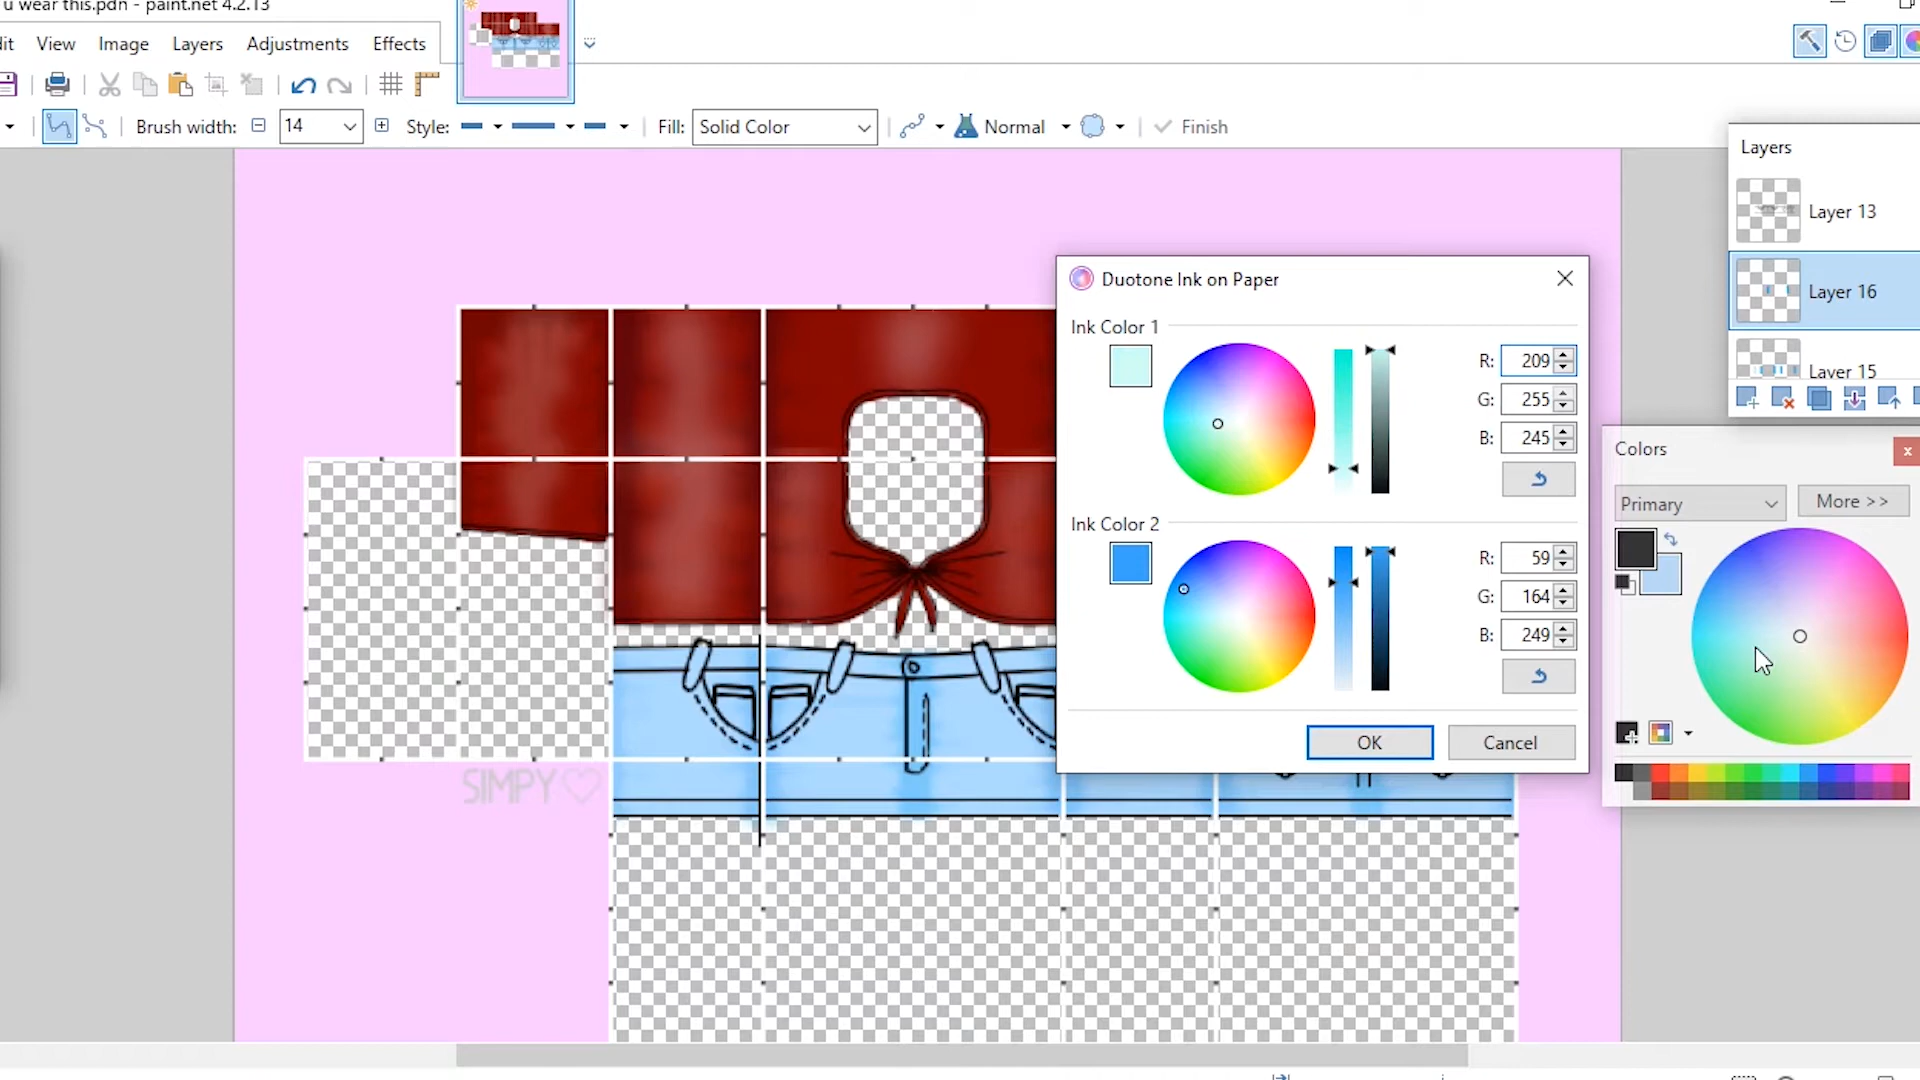 u wear this.pdn - paint.net 4.2.13
dit View Image Layers Adjustments Effects
Brush width: 14 Style: Fill: Solid Color Normal Finish
Layers
Layer 13
Layer 16
Layer 15
Duotone Ink on Paper
Ink Color 1
R: 209
G: 255
B: 245
Ink Color 2
R: 59
G: 164
B: 249
OK Cancel
Colors
Primary More >>
SIMPY